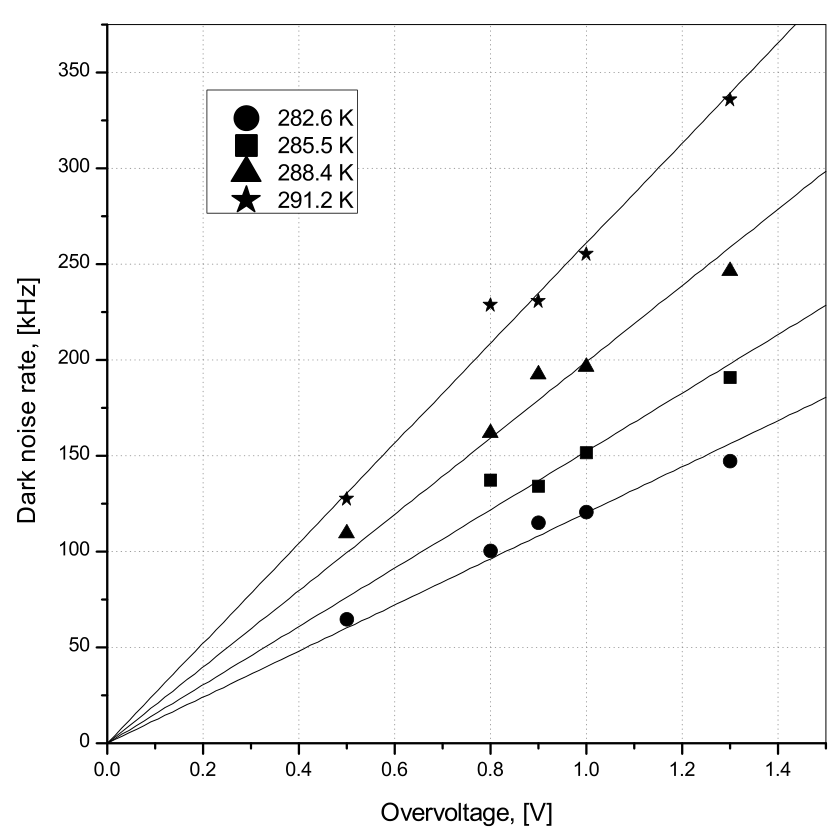 350
300
250
200
150
100
50
0
Dark noise rate, [kHz]
282.6 K
285.5 K
288.4 K
291.2 K
0.0 0.2 0.4 0.6 0.8 1.0 1.2 1.4
Overvoltage, [V]